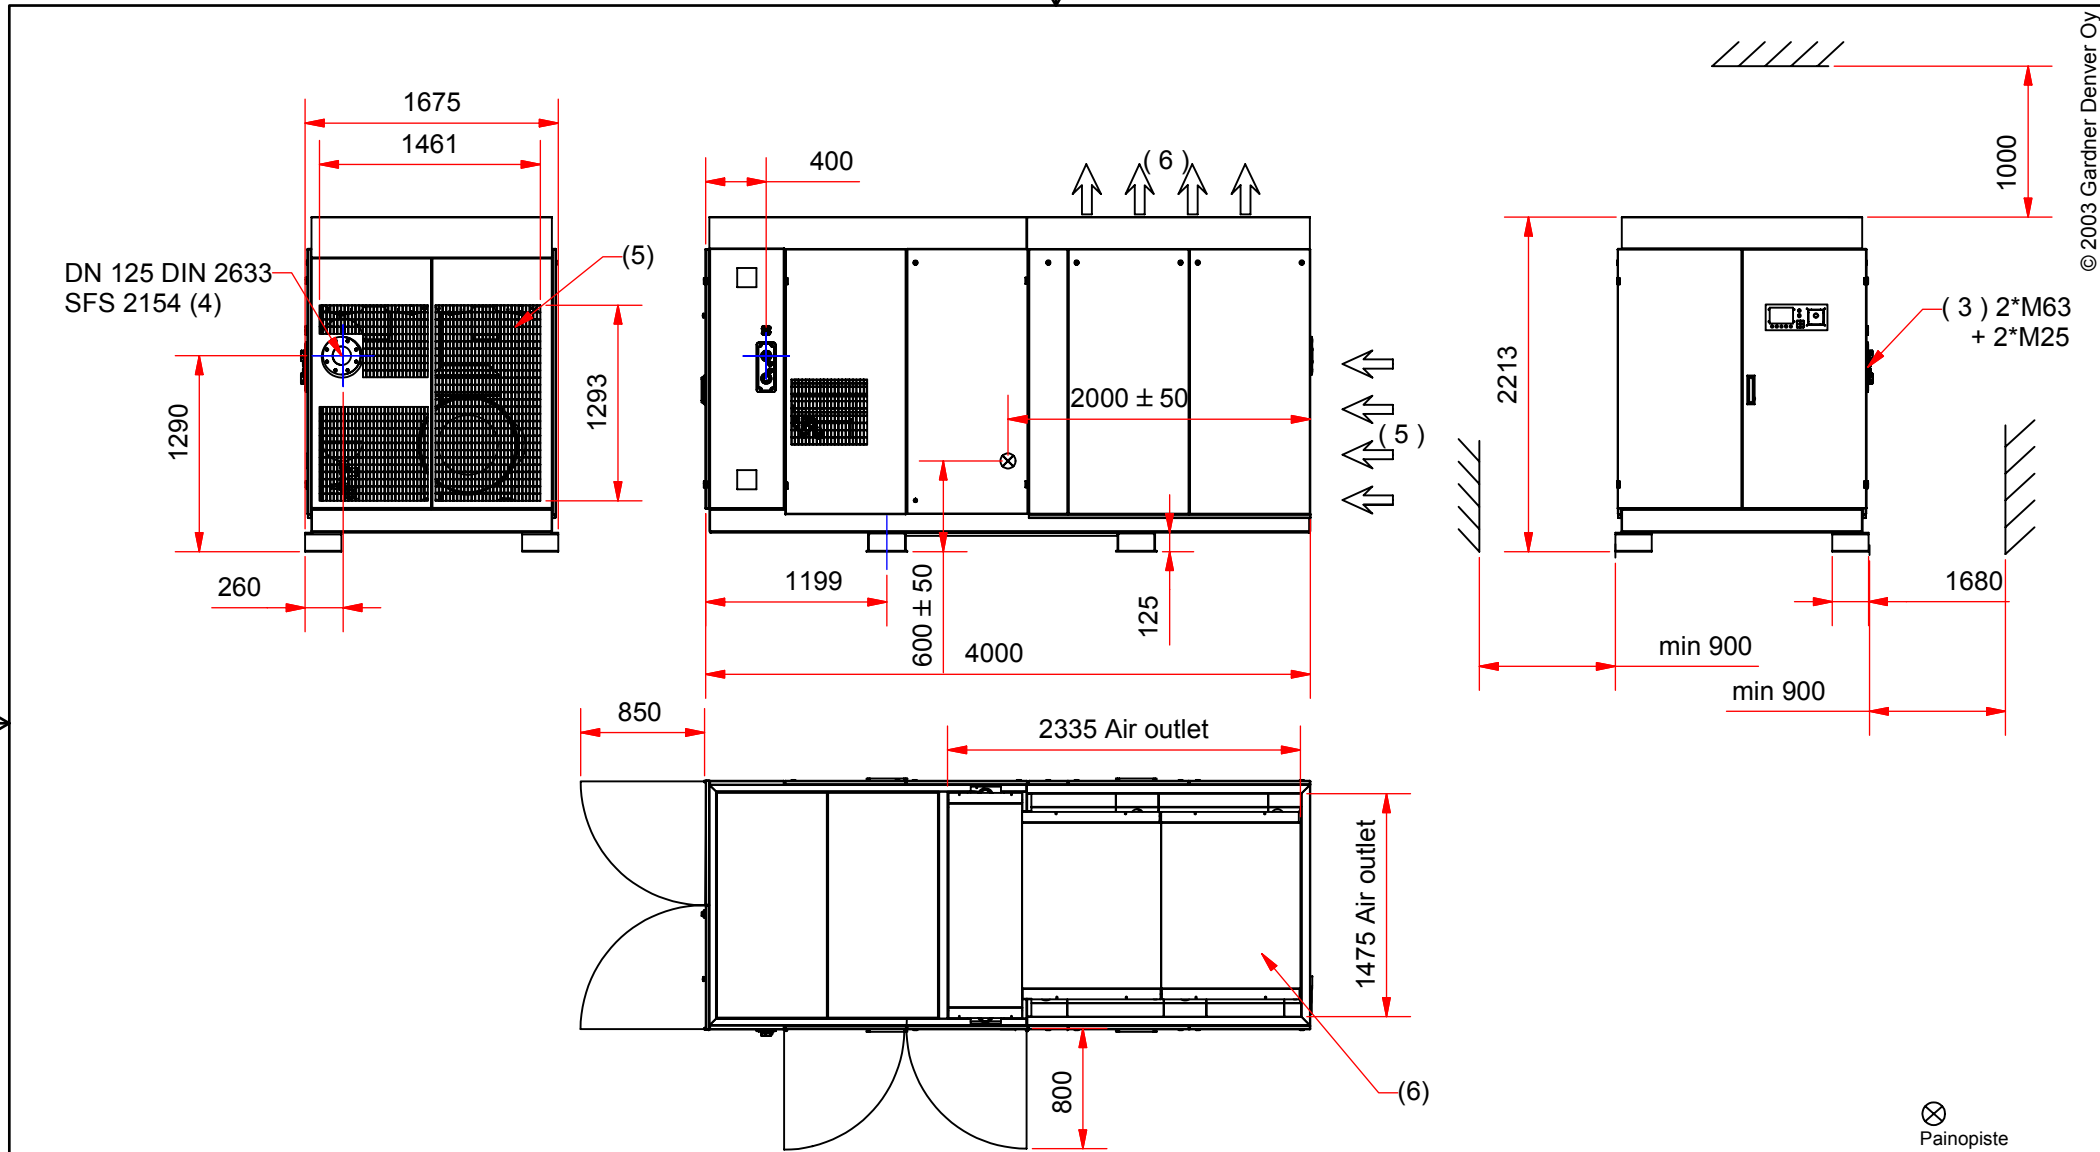 © 2003 Gardner Denver Oy
1675
1461
DN 125 DIN 2633
SFS 2154 (4)
(5)
1290
1293
260
400
( 6 )
2000 ± 50
( 5 )
1199
600 ± 50
125
4000
1000
2213
( 3 ) 2*M63
+ 2*M25
1680
min 900
min 900
850
2335 Air outlet
1475 Air outlet
800
(6)
Painopiste